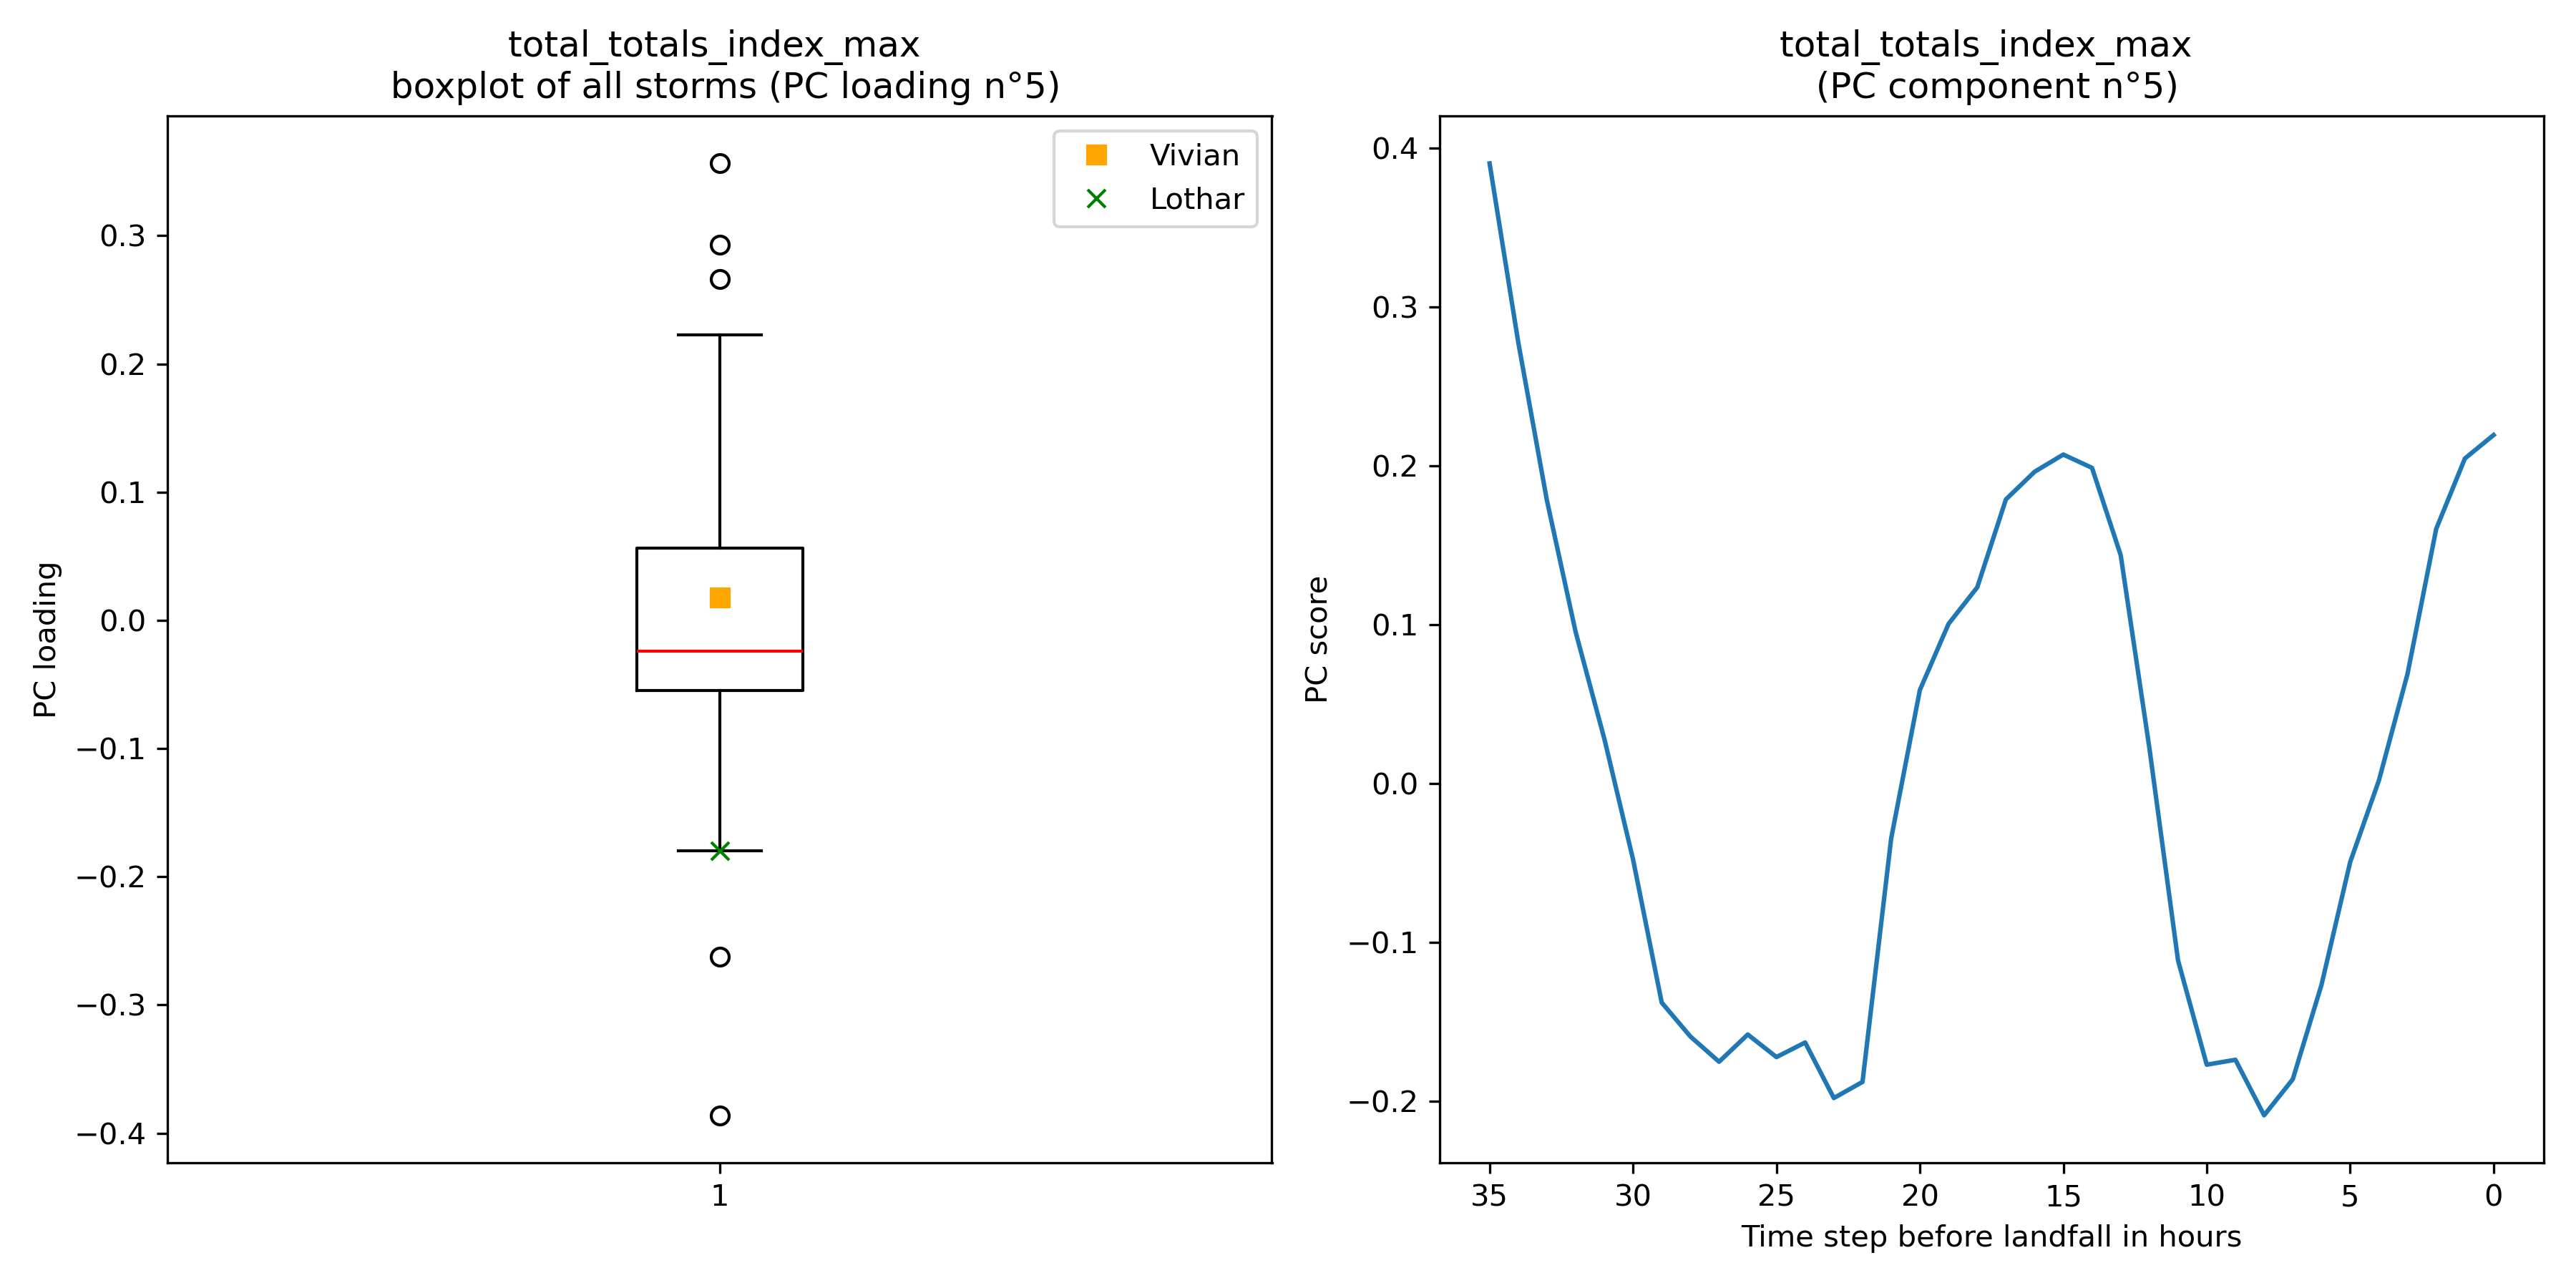 total_totals_index_max
boxplot of all storms (PC loading n°5)
Vivian
Lothar
PC loading
0.3
0.2
0.1
0.0
−0.1
−0.2
−0.3
−0.4
1
total_totals_index_max
(PC component n°5)
PC score
0.4
0.3
0.2
0.1
0.0
−0.1
−0.2
35 30 25 20 15 10 5 0
Time step before landfall in hours